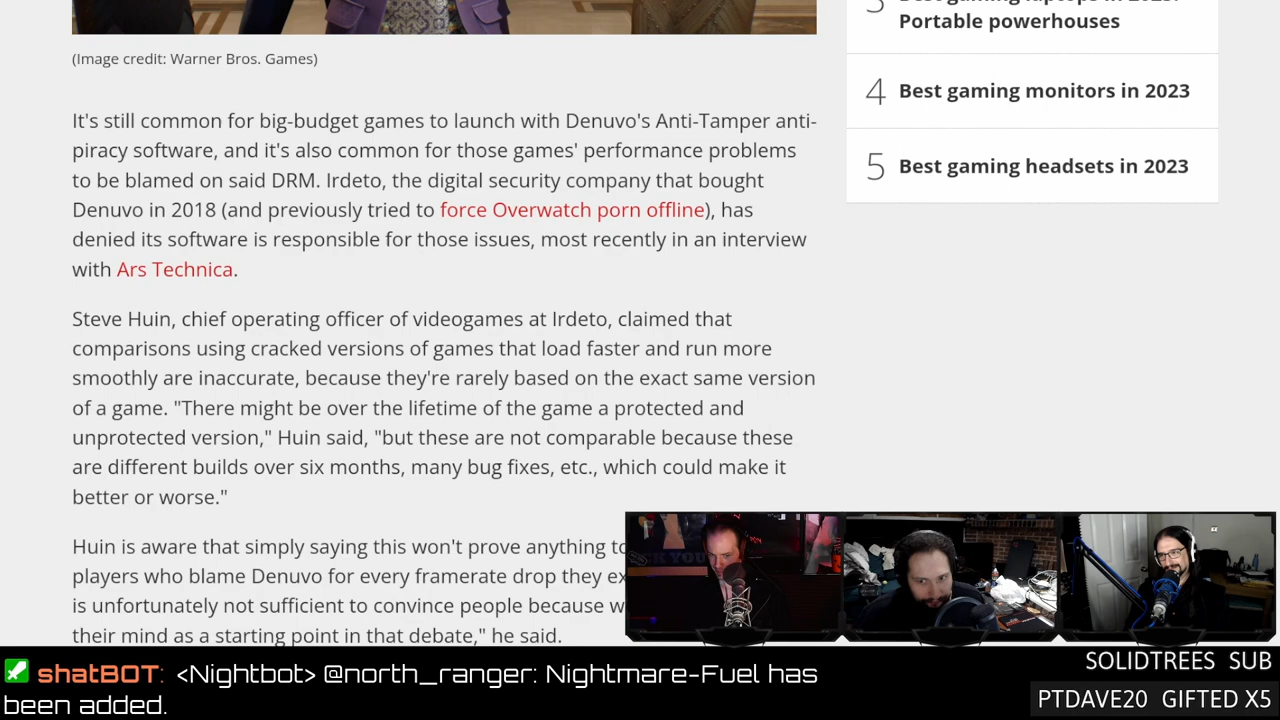 Portable powerhouses
(Image credit: Warner Bros. Games)
4 Best gaming monitors in 2023
It's still common for big-budget games to launch with Denuvo's Anti-Tamper anti-
piracy software, and it's also common for those games' performance problems
5 Best gaming headsets in 2023
to be blamed on said DRM. Irdeto, the digital security company that bought
Denuvo in 2018 (and previously tried to force Overwatch porn offline), has
denied its software is responsible for those issues, most recently in an interview
with Ars Technica.
Steve Huin, chief operating officer of videogames at Irdeto, claimed that
comparisons using cracked versions of games that load faster and run more
smoothly are inaccurate, because they're rarely based on the exact same version
of a game. "There might be over the lifetime of the game a protected and
unprotected version," Huin said, "but these are not comparable because these
are different builds over six months, many bug fixes, etc., which could make it
better or worse."
Huin is aware that simply saying this won't prove anything to
players who blame Denuvo for every framerate drop they ex
is unfortunately not sufficient to convince people because w
their mind as a starting point in that debate," he said.
shatBOT: <Nightbot> @north_ranger: Nightmare-Fuel has
been added.
SOLIDTREES SUB
PTDAVE20 GIFTED X5